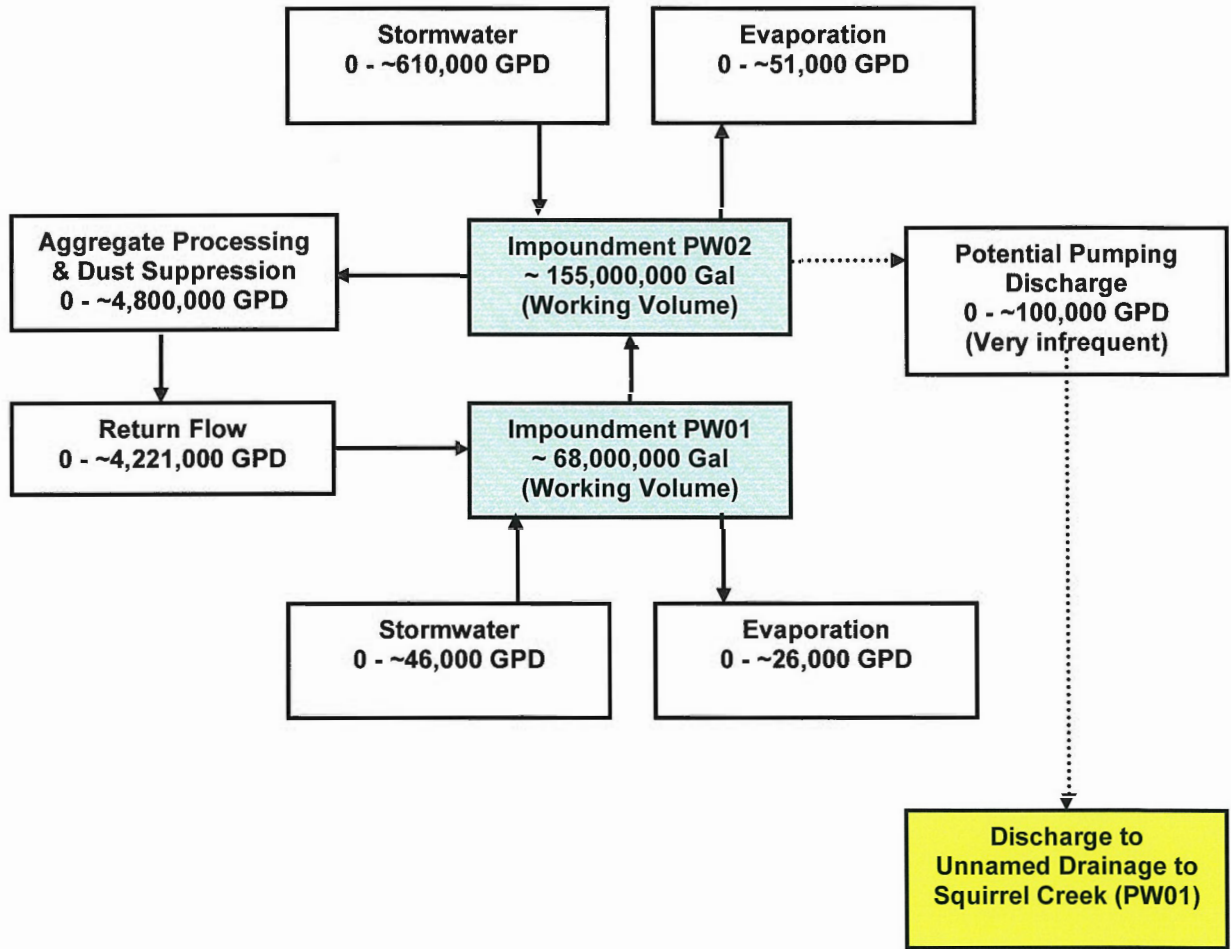 Stormwater
0 - ~610,000 GPD
Evaporation
0 - ~51,000 GPD
Aggregate Processing
& Dust Suppression
0 - ~4,800,000 GPD
Impoundment PW02
~ 155,000,000 Gal
(Working Volume)
Potential Pumping
Discharge
0 - ~100,000 GPD
(Very infrequent)
Return Flow
0 - ~4,221,000 GPD
Impoundment PW01
~ 68,000,000 Gal
(Working Volume)
Stormwater
0 - ~46,000 GPD
Evaporation
0 - ~26,000 GPD
Discharge to
Unnamed Drainage to
Squirrel Creek (PW01)